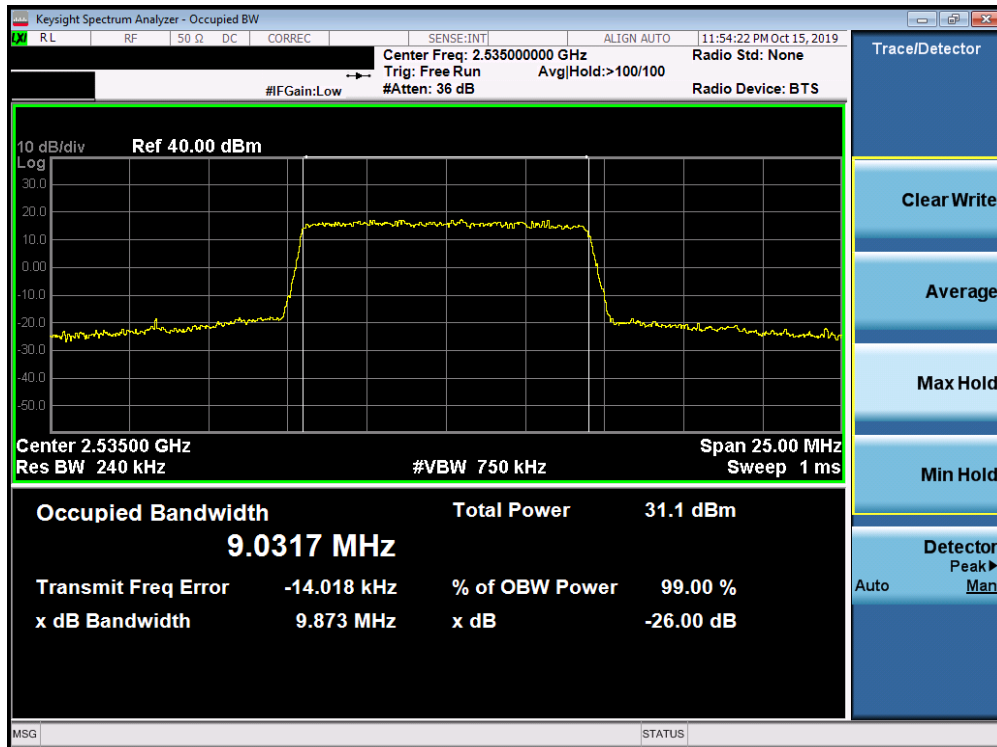 Keysight Spectrum Analyzer - Occupied BW
LXI RL RF 50 Ω DC CORREC SENSE:INT ALIGN AUTO 11:54:22 PM Oct 15, 2019
Center Freq: 2.535000000 GHz Radio Std: None
Trig: Free Run Avg|Hold:>100/100
#IFGain:Low #Atten: 36 dB Radio Device: BTS
Trace/Detector
10 dB/div Ref 40.00 dBm
Log
30.0
20.0
10.0
0.00
-10.0
-20.0
-30.0
-40.0
-50.0
Center 2.53500 GHz Span 25.00 MHz
Res BW 240 kHz #VBW 750 kHz Sweep 1 ms
Occupied Bandwidth Total Power 31.1 dBm
9.0317 MHz
Transmit Freq Error -14.018 kHz % of OBW Power 99.00 %
x dB Bandwidth 9.873 MHz x dB -26.00 dB
Clear Write
Average
Max Hold
Min Hold
Detector
Peak
Auto Man
MSG STATUS